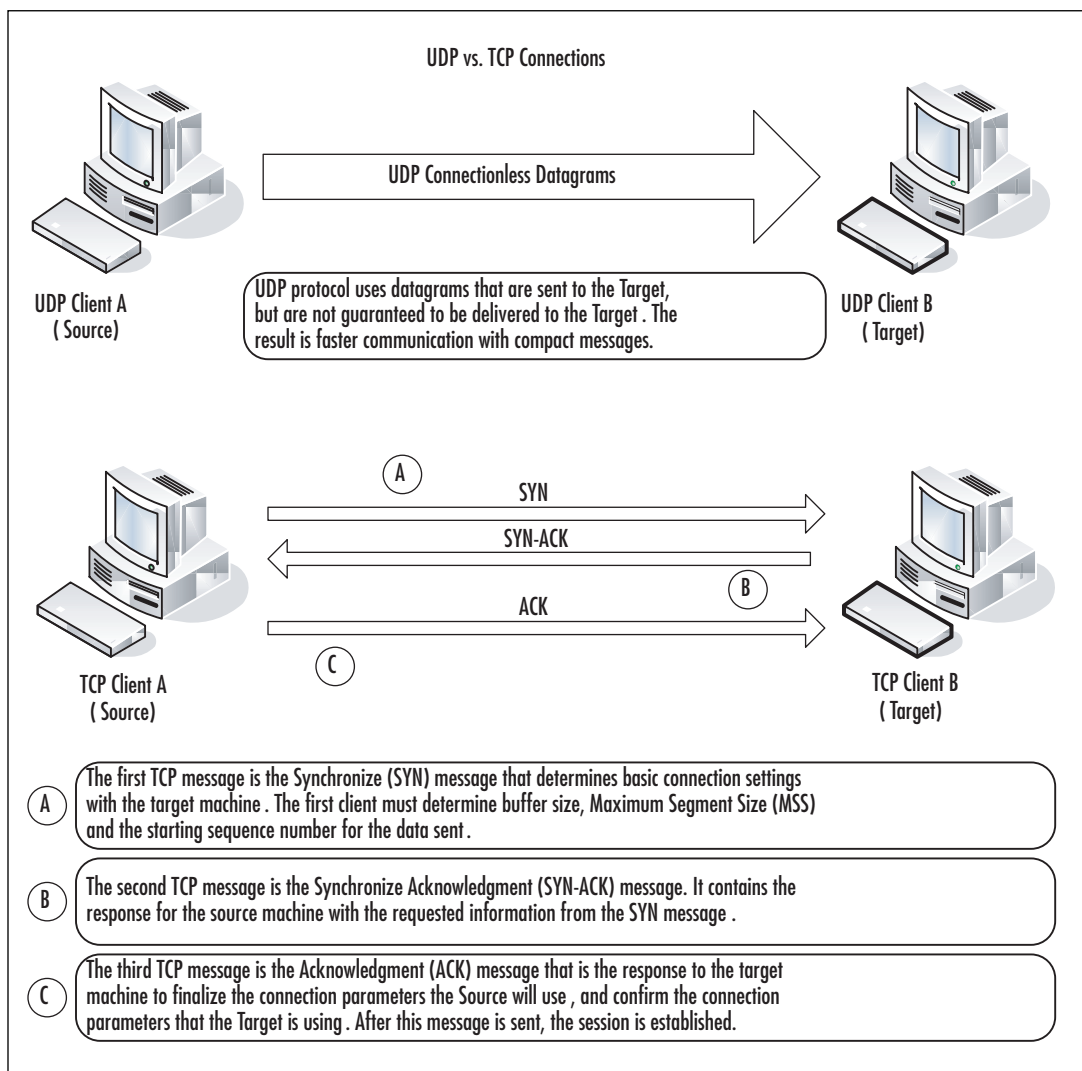 UDP vs. TCP Connections
UDP Connectionless Datagrams
UDP Client A
( Source)
UDP Client B
( Target)
UDP protocol uses datagrams that are sent to the Target,
but are not guaranteed to be delivered to the Target . The
result is faster communication with compact messages.
A
SYN
SYN-ACK
B
ACK
C
TCP Client A
( Source)
TCP Client B
( Target)
A
The first TCP message is the Synchronize (SYN) message that determines basic connection settings
with the target machine . The first client must determine buffer size, Maximum Segment Size (MSS)
and the starting sequence number for the data sent .
B
The second TCP message is the Synchronize Acknowledgment (SYN-ACK) message. It contains the
response for the source machine with the requested information from the SYN message .
C
The third TCP message is the Acknowledgment (ACK) message that is the response to the target
machine to finalize the connection parameters the Source will use , and confirm the connection
parameters that the Target is using . After this message is sent, the session is established.